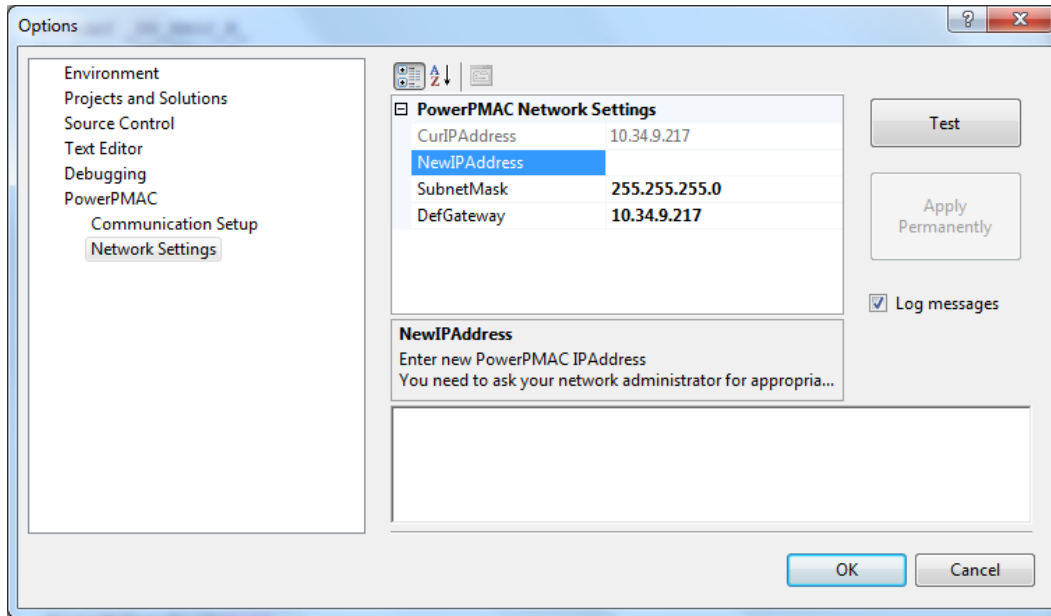 Options
Environment
Projects and Solutions
Source Control
Text Editor
Debugging
PowerPMAC
Communication Setup
Network Settings
PowerPMAC Network Settings
CurIPAddress 10.34.9.217
NewIPAddress
SubnetMask 255.255.255.0
DefGateway 10.34.9.217
NewIPAddress
Enter new PowerPMAC IPAddress
You need to ask your network administrator for appropria...
Test
Apply
Permanently
Log messages
OK Cancel